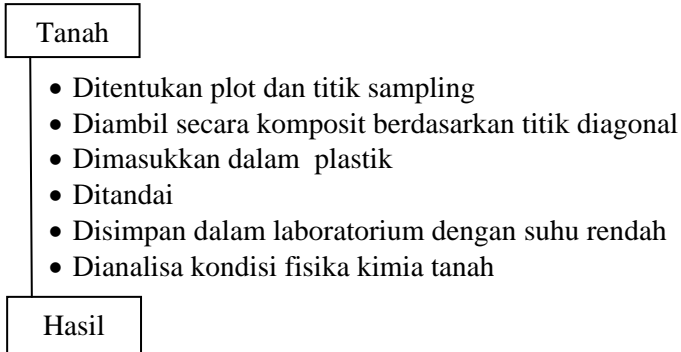 Tanah
• Ditentukan plot dan titik sampling
• Diambil secara komposit berdasarkan titik diagonal
• Dimasukkan dalam  plastik
• Ditandai
• Disimpan dalam laboratorium dengan suhu rendah
• Dianalisa kondisi fisika kimia tanah
Hasil